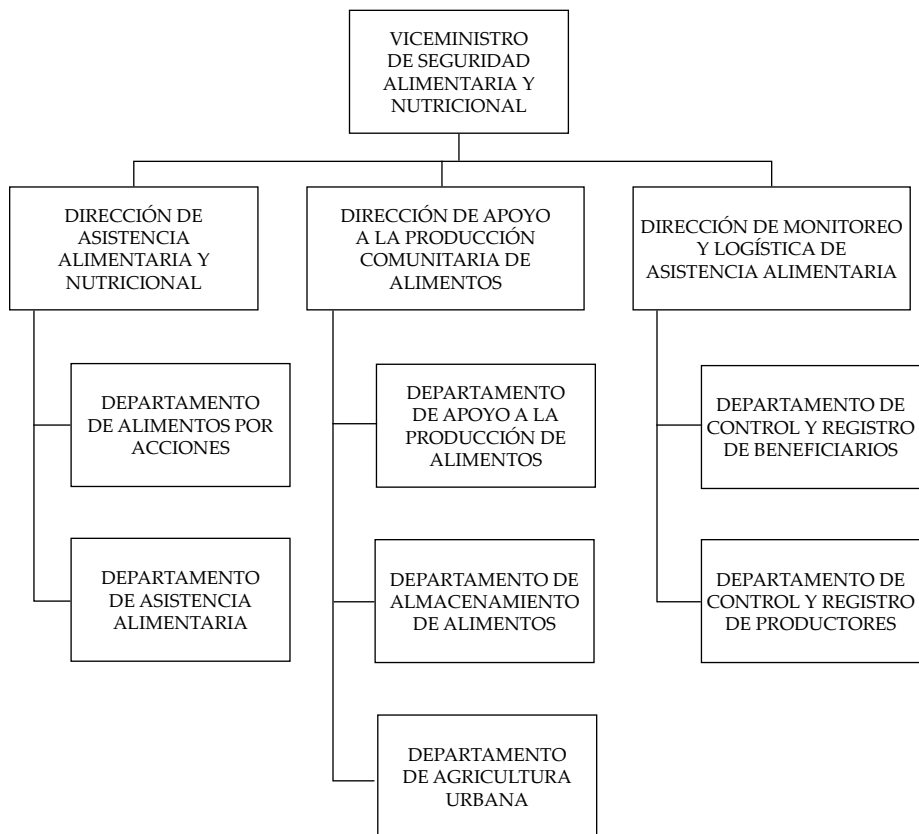 VICEMINISTRO
DE SEGURIDAD
ALIMENTARIA Y
NUTRICIONAL
DIRECCIÓN DE
ASISTENCIA
ALIMENTARIA Y
NUTRICIONAL
DIRECCIÓN DE APOYO
A LA PRODUCCIÓN
COMUNITARIA DE
ALIMENTOS
DIRECCIÓN DE MONITOREO
Y LOGÍSTICA DE
ASISTENCIA ALIMENTARIA
DEPARTAMENTO
DE ALIMENTOS POR
ACCIONES
DEPARTAMENTO
DE APOYO A LA
PRODUCCIÓN DE
ALIMENTOS
DEPARTAMENTO DE
CONTROL Y REGISTRO
DE BENEFICIARIOS
DEPARTAMENTO
DE ASISTENCIA
ALIMENTARIA
DEPARTAMENTO DE
ALMACENAMIENTO
DE ALIMENTOS
DEPARTAMENTO DE
CONTROL Y REGISTRO
DE PRODUCTORES
DEPARTAMENTO
DE AGRICULTURA
URBANA